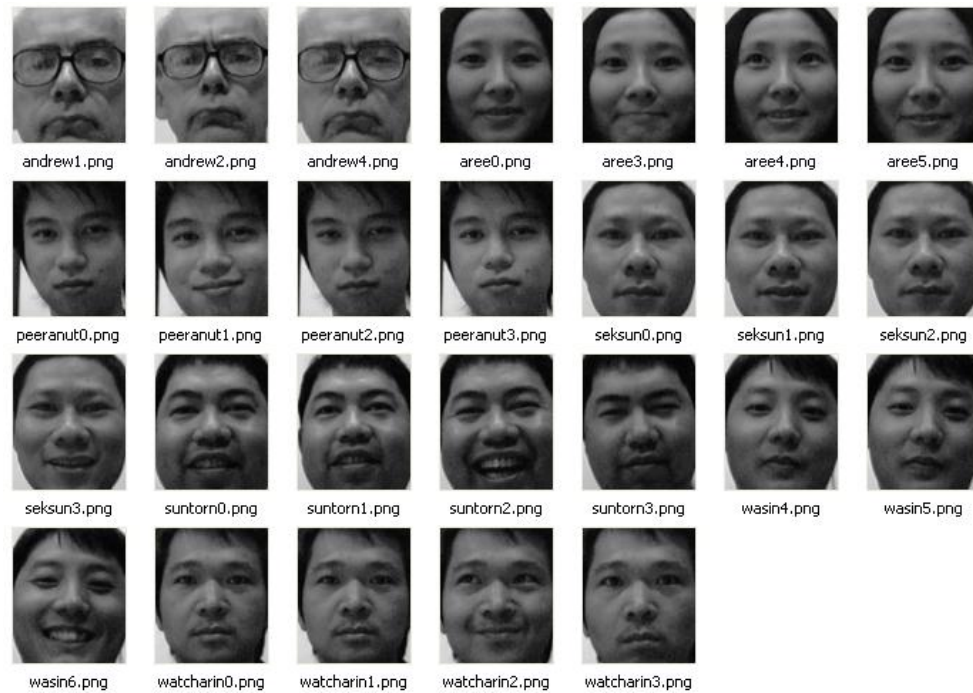 andrew1.png andrew2.png andrew4.png aree0.png aree3.png aree4.png aree5.png
peeranut0.png peeranut1.png peeranut2.png peeranut3.png seksun0.png seksun1.png seksun2.png
seksun3.png suntorn0.png suntorn1.png suntorn2.png suntorn3.png wasin4.png wasin5.png
wasin6.png watcharin0.png watcharin1.png watcharin2.png watcharin3.png